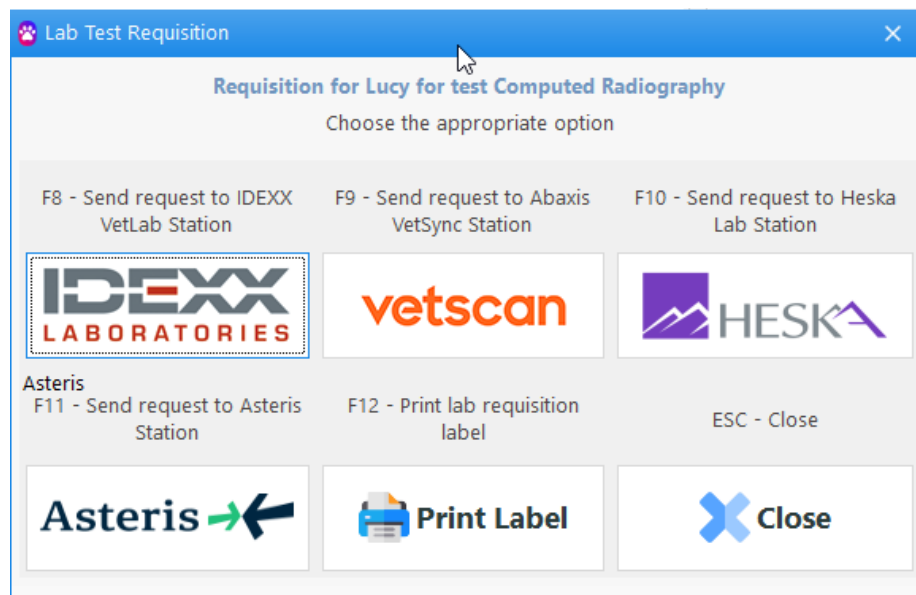 Lab Test Requisition
Requisition for Lucy for test Computed Radiography
Choose the appropriate option
F8 - Send request to IDEXX
VetLab Station
F9 - Send request to Abaxis
VetSync Station
F10 - Send request to Heska
Lab Station
IDEXX
LABORATORIES
vetscan
HESKA
Asteris
F11 - Send request to Asteris
Station
F12 - Print lab requisition
label
ESC - Close
Asteris
Print Label
Close